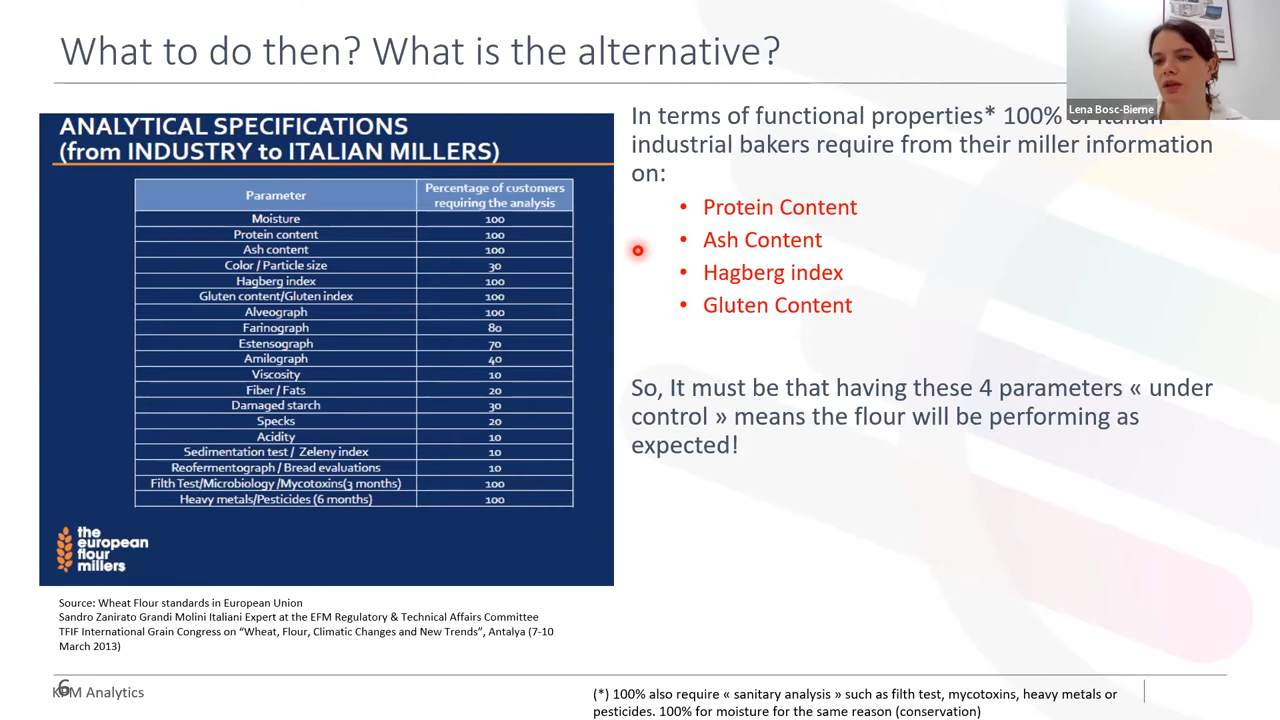 What to do then? What is the alternative?
Lena Bosc-Bierne
ANALYTICAL SPECIFICATIONS
(from INDUSTRY to ITALIAN MILLERS)
Parameter Percentage of customers requiring the analysis
Moisture 100
Protein content 100
Ash content 100
Color / Particle size 30
Hagberg index 100
Gluten content/Gluten index 100
Alveograph 100
Farinograph 80
Estensograph 70
Amilograph 40
Viscosity 10
Fiber / Fats 20
Damaged starch 30
Specks 20
Acidity 10
Sedimentation test / Zeleny index 10
Reofermentograph / Bread evaluations 10
Filth Test/Microbiology /Mycotoxins(3 months) 100
Heavy metals/Pesticides (6 months) 100
the
european
flour
millers
Source: Wheat Flour standards in European Union
Sandro Zanirato Grandi Molini Italiani Expert at the EFM Regulatory & Technical Affairs Committee
TFIF International Grain Congress on "Wheat, Flour, Climatic Changes and New Trends", Antalya (7-10
March 2013)
In terms of functional properties* 100% of Italian
industrial bakers require from their miller information
on:
• Protein Content
• Ash Content
• Hagberg index
• Gluten Content
So, It must be that having these 4 parameters « under
control » means the flour will be performing as
expected!
6
KPM Analytics
(*) 100% also require « sanitary analysis » such as filth test, mycotoxins, heavy metals or
pesticides. 100% for moisture for the same reason (conservation)